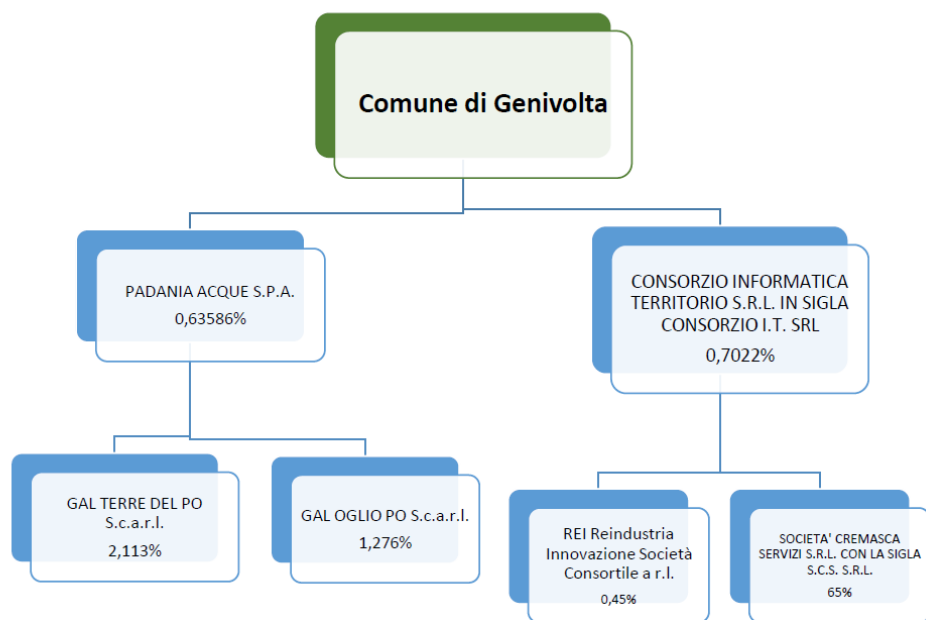 Comune di Genivolta
PADANIA ACQUE S.P.A.
0,63586%
CONSORZIO INFORMATICA
TERRITORIO S.R.L. IN SIGLA
CONSORZIO I.T. SRL
0,7022%
GAL TERRE DEL PO
S.c.a.r.l.
2,113%
GAL OGLIO PO S.c.a.r.l.
1,276%
REI Reindustria
Innovazione Società
Consortile a r.l.
0,45%
SOCIETA' CREMASCA
SERVIZI S.R.L. CON LA SIGLA
S.C.S. S.R.L.
65%